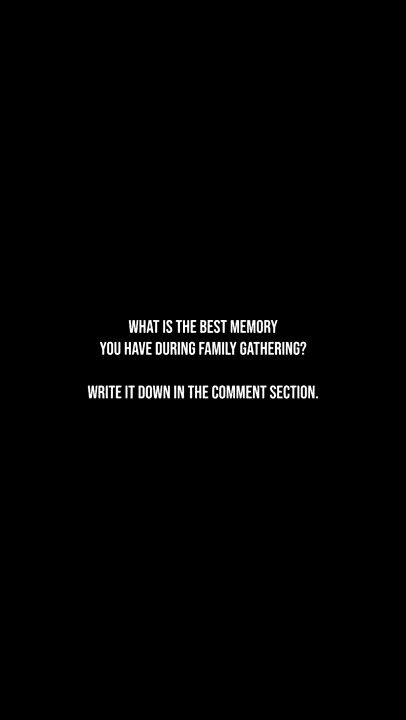 WHAT IS THE BEST MEMORY
YOU HAVE DURING FAMILY GATHERING?
WRITE IT DOWN IN THE COMMENT SECTION.